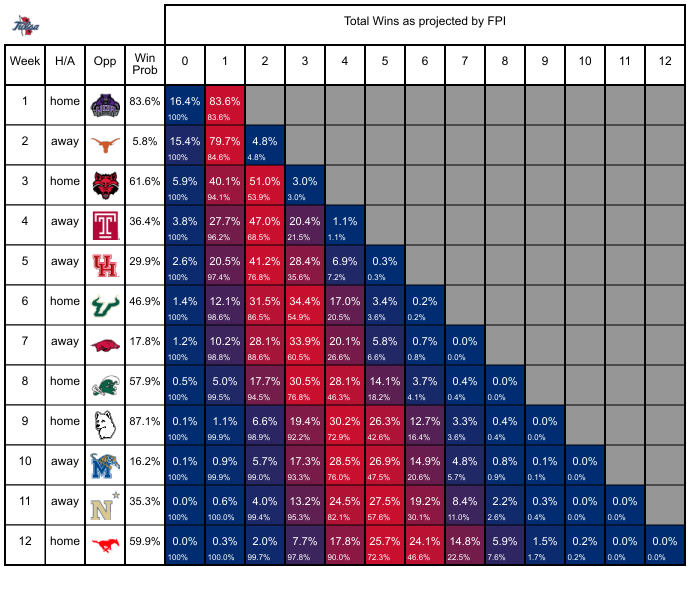 Tulsa
Total Wins as projected by FPI
Week H/A Opp Win Prob 0 1 2 3 4 5 6 7 8 9 10 11 12
1 home 83.6% 16.4% 83.6%
100% 83.6%
2 away 5.8% 15.4% 79.7% 4.8%
100% 84.6% 4.8%
3 home 61.6% 5.9% 40.1% 51.0% 3.0%
100% 94.1% 53.9% 3.0%
4 away T 36.4% 3.8% 27.7% 47.0% 20.4% 1.1%
100% 96.2% 68.5% 21.5% 1.1%
5 away UH 29.9% 2.6% 20.5% 41.2% 28.4% 6.9% 0.3%
100% 97.4% 76.8% 35.6% 7.2% 0.3%
6 home 46.9% 1.4% 12.1% 31.5% 34.4% 17.0% 3.4% 0.2%
100% 98.6% 86.5% 54.9% 20.5% 3.6% 0.2%
7 away 17.8% 1.2% 10.2% 28.1% 33.9% 20.1% 5.8% 0.7% 0.0%
100% 98.8% 88.6% 60.5% 26.6% 6.6% 0.8% 0.0%
8 home 57.9% 0.5% 5.0% 17.7% 30.5% 28.1% 14.1% 3.7% 0.4% 0.0%
100% 99.5% 94.5% 76.8% 46.3% 18.2% 4.1% 0.4% 0.0%
9 home 87.1% 0.1% 1.1% 6.6% 19.4% 30.2% 26.3% 12.7% 3.3% 0.4% 0.0%
100% 99.9% 98.9% 92.2% 72.9% 42.6% 16.4% 3.6% 0.4% 0.0%
10 away M 16.2% 0.1% 0.9% 5.7% 17.3% 28.5% 26.9% 14.9% 4.8% 0.8% 0.1% 0.0%
100% 99.9% 99.0% 93.3% 76.0% 47.5% 20.6% 5.7% 0.9% 0.1% 0.0%
11 away N 35.3% 0.0% 0.6% 4.0% 13.2% 24.5% 27.5% 19.2% 8.4% 2.2% 0.3% 0.0% 0.0%
100% 100.0% 99.4% 95.3% 82.1% 57.6% 30.1% 11.0% 2.6% 0.4% 0.0% 0.0%
12 home 59.9% 0.0% 0.3% 2.0% 7.7% 17.8% 25.7% 24.1% 14.8% 5.9% 1.5% 0.2% 0.0% 0.0%
100% 100.0% 99.7% 97.8% 90.0% 72.3% 46.6% 22.5% 7.6% 1.7% 0.2% 0.0% 0.0%